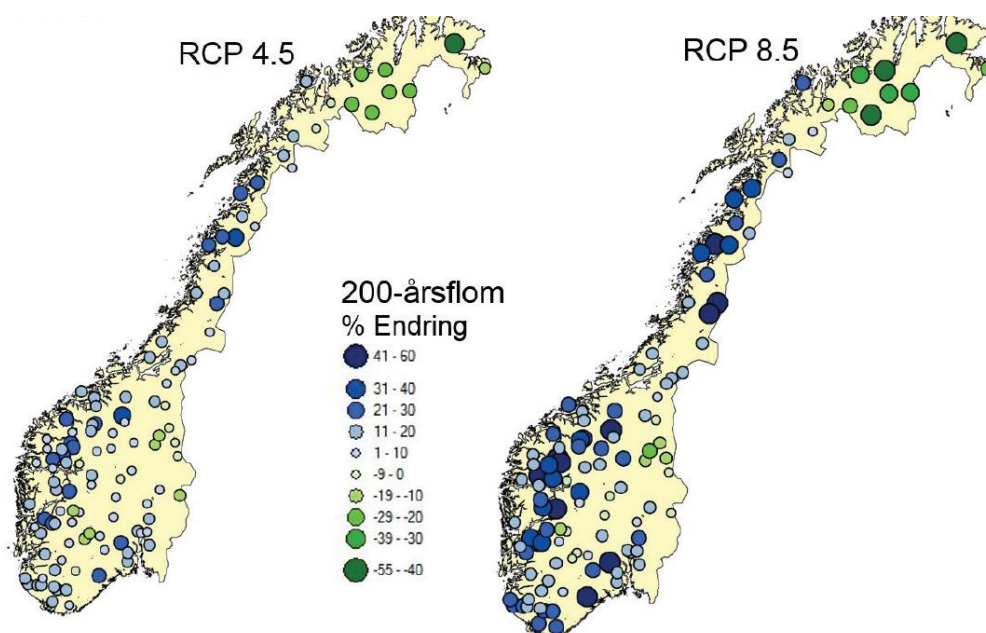 RCP 4.5
RCP 8.5
200-årsflom
% Endring
41 - 60
31 - 40
21 - 30
11 - 20
1 - 10
-9 - 0
-19 - -10
-29 - -20
-39 - -30
-55 - -40